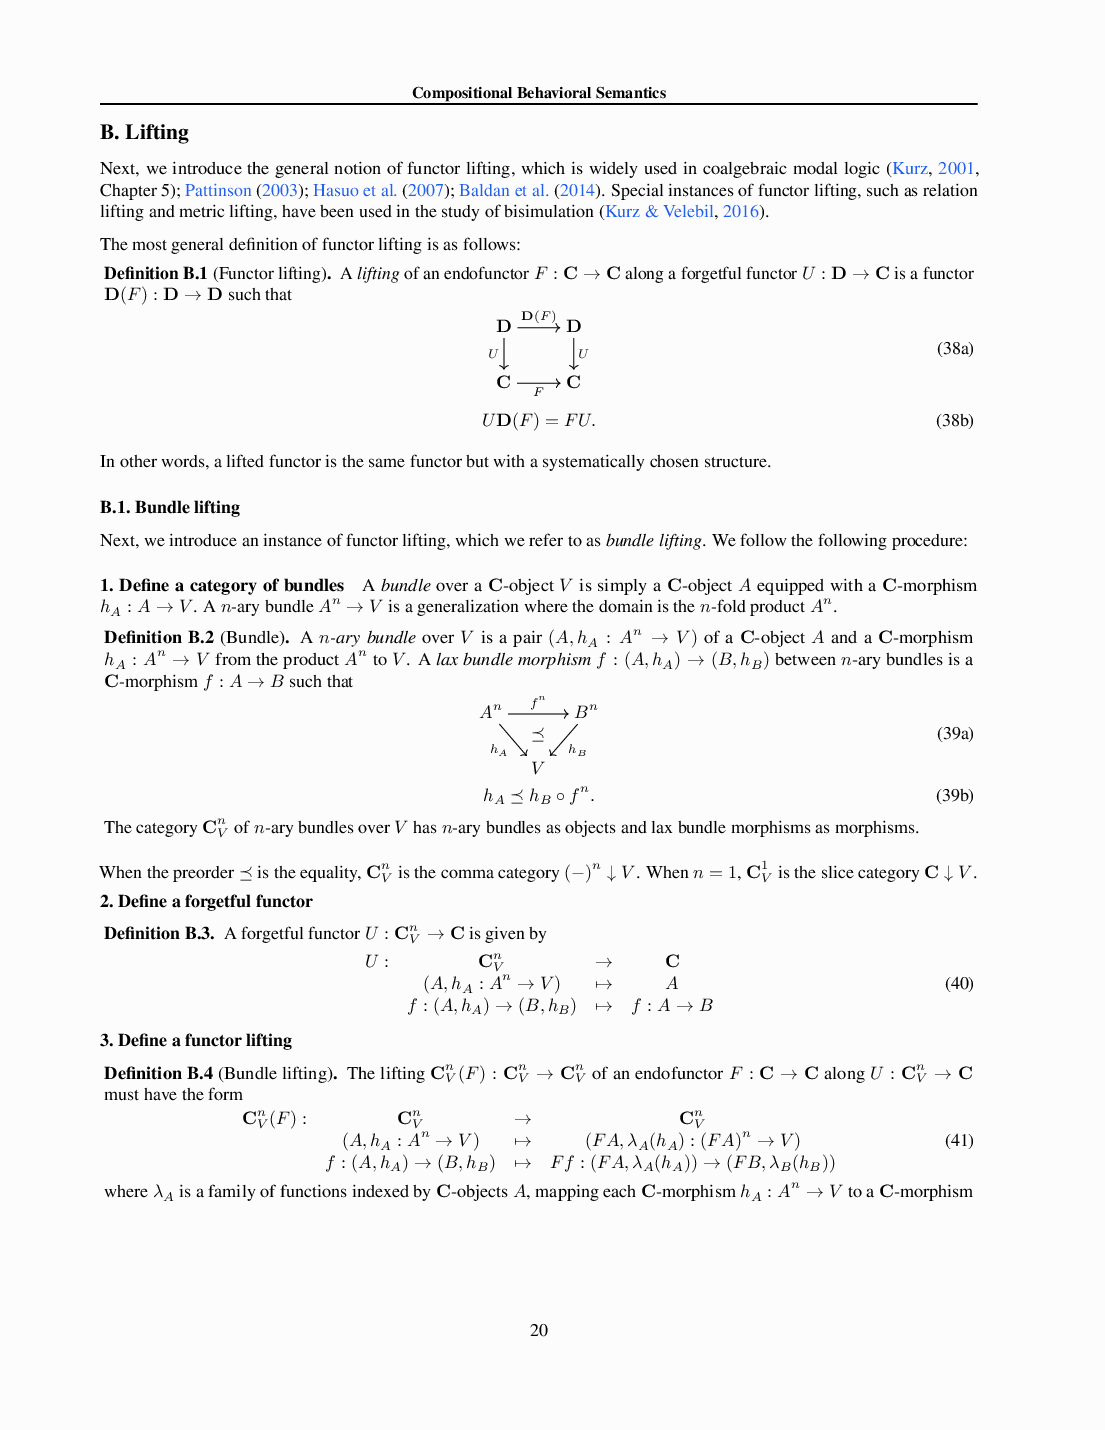 Compositional Behavioral Semantics
B. Lifting
Next, we introduce the general notion of functor lifting, which is widely used in coalgebraic modal logic (Kurz, 2001,
Chapter 5); Pattinson (2003); Hasuo et al. (2007); Baldan et al. (2014). Special instances of functor lifting, such as relation
lifting and metric lifting, have been used in the study of bisimulation (Kurz & Velebil, 2016).
The most general definition of functor lifting is as follows:
Definition B.1 (Functor lifting). A lifting of an endofunctor F : C → C along a forgetful functor U : D → C is a functor
D(F) : D → D such that
D D(F) D
U U (38a)
C F C
UD(F) = FU. (38b)
In other words, a lifted functor is the same functor but with a systematically chosen structure.
B.1. Bundle lifting
Next, we introduce an instance of functor lifting, which we refer to as bundle lifting. We follow the following procedure:
1. Define a category of bundles A bundle over a C-object V is simply a C-object A equipped with a C-morphism
h_A : A → V. A n-ary bundle A^n → V is a generalization where the domain is the n-fold product A^n.
Definition B.2 (Bundle). A n-ary bundle over V is a pair (A, h_A : A^n → V) of a C-object A and a C-morphism
h_A : A^n → V from the product A^n to V. A lax bundle morphism f : (A, h_A) → (B, h_B) between n-ary bundles is a
C-morphism f : A → B such that
A^n f^n B^n
h_A ⪯ h_B (39a)
V
h_A ⪯ h_B ∘ f^n. (39b)
The category C^n_V of n-ary bundles over V has n-ary bundles as objects and lax bundle morphisms as morphisms.
When the preorder ⪯ is the equality, C^n_V is the comma category (−)^n ↓ V. When n = 1, C^1_V is the slice category C ↓ V.
2. Define a forgetful functor
Definition B.3. A forgetful functor U : C^n_V → C is given by
U : C^n_V → C
(A, h_A : A^n → V) ↦ A (40)
f : (A, h_A) → (B, h_B) ↦ f : A → B
3. Define a functor lifting
Definition B.4 (Bundle lifting). The lifting C^n_V(F) : C^n_V → C^n_V of an endofunctor F : C → C along U : C^n_V → C
must have the form
C^n_V(F) : C^n_V → C^n_V
(A, h_A : A^n → V) ↦ (FA, λ_A(h_A) : (FA)^n → V) (41)
f : (A, h_A) → (B, h_B) ↦ Ff : (FA, λ_A(h_A)) → (FB, λ_B(h_B))
where λ_A is a family of functions indexed by C-objects A, mapping each C-morphism h_A : A^n → V to a C-morphism
20